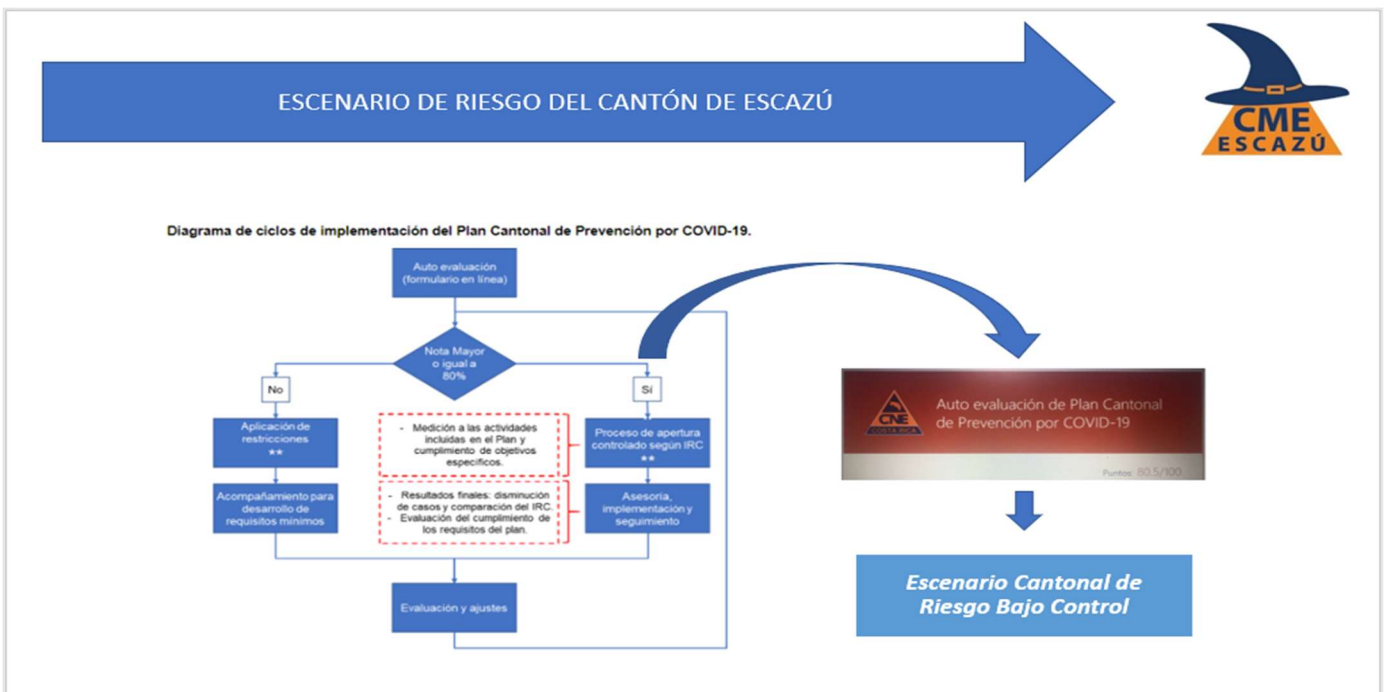 ESCENARIO DE RIESGO DEL CANTÓN DE ESCAZÚ
CME
ESCAZÚ
Diagrama de ciclos de implementación del Plan Cantonal de Prevención por COVID-19.
Auto evaluación
(formulario en línea)
Nota Mayor
o igual a
80%
No
Sí
Aplicación de
restricciones
**
- Medición a las actividades
incluidas en el Plan y
cumplimiento de objetivos
específicos.
Proceso de apertura
controlado según IRC
**
Acompañamiento para
desarrollo de
requisitos mínimos
- Resultados finales: disminución
de casos y comparación del IRC.
- Evaluación del cumplimiento de
los requisitos del plan.
Asesoría,
implementación y
seguimiento
Evaluación y ajustes
CNE
COSTA RICA
Auto evaluación de Plan Cantonal
de Prevención por COVID-19
Puntos: 80.5/100
Escenario Cantonal de
Riesgo Bajo Control